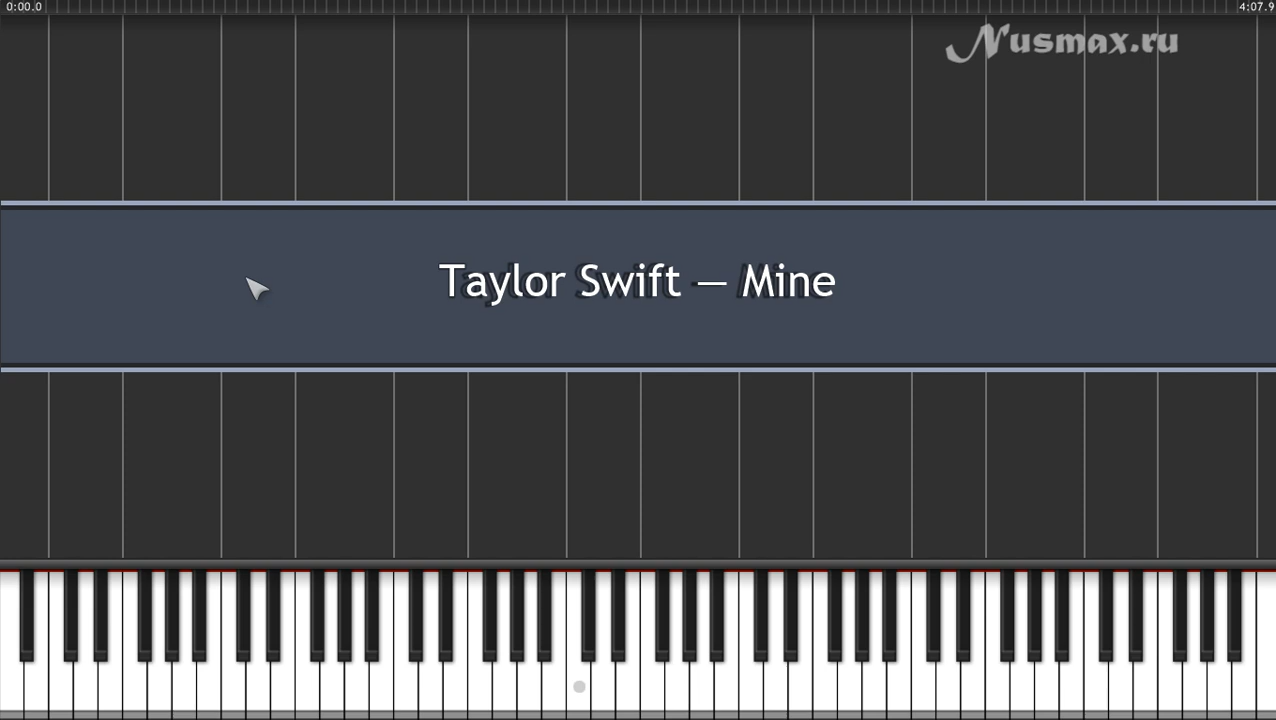 0:00.0 4:07.9
Nusmax.ru
Taylor Swift — Mine